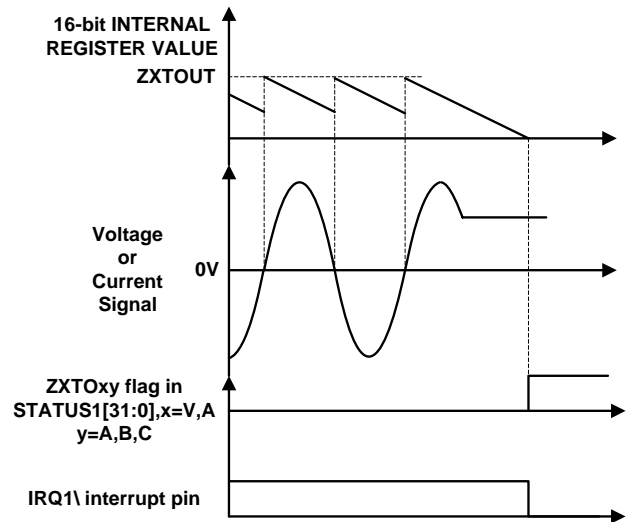 16-bit INTERNAL
REGISTER VALUE
ZXTOUT
Voltage
or
Current
Signal
0V
ZXTOxy flag in
STATUS1[31:0],x=V,A
y=A,B,C
IRQ1\ interrupt pin